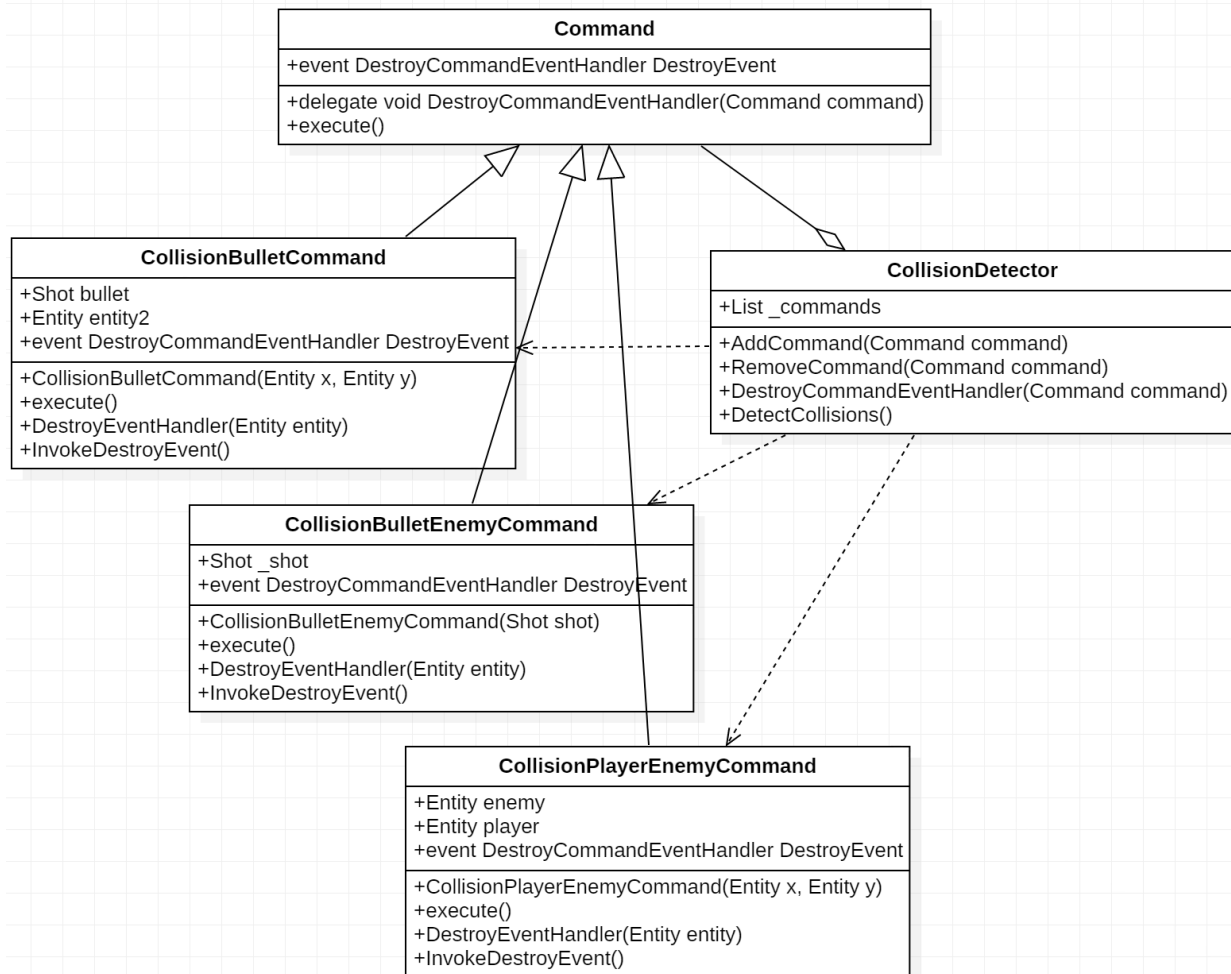 Command
+event DestroyCommandEventHandler DestroyEvent
+delegate void DestroyCommandEventHandler(Command command)
+execute()
CollisionBulletCommand
+Shot bullet
+Entity entity2
+event DestroyCommandEventHandler DestroyEvent
+CollisionBulletCommand(Entity x, Entity y)
+execute()
+DestroyEventHandler(Entity entity)
+InvokeDestroyEvent()
CollisionDetector
+List _commands
+AddCommand(Command command)
+RemoveCommand(Command command)
+DestroyCommandEventHandler(Command command)
+DetectCollisions()
CollisionBulletEnemyCommand
+Shot _shot
+event DestroyCommandEventHandler DestroyEvent
+CollisionBulletEnemyCommand(Shot shot)
+execute()
+DestroyEventHandler(Entity entity)
+InvokeDestroyEvent()
CollisionPlayerEnemyCommand
+Entity enemy
+Entity player
+event DestroyCommandEventHandler DestroyEvent
+CollisionPlayerEnemyCommand(Entity x, Entity y)
+execute()
+DestroyEventHandler(Entity entity)
+InvokeDestroyEvent()